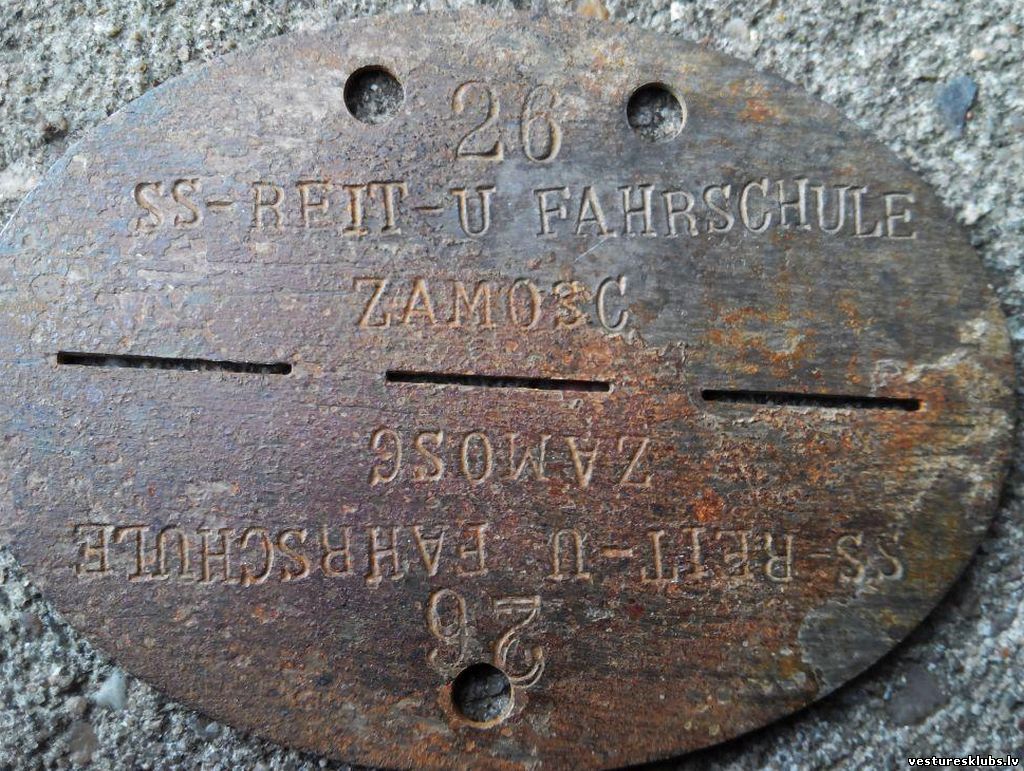 26
SS-REIT-U FAHRSCHULE
ZAMOSC
ZAMOSC
SS-REIT-U FAHRSCHULE
26
vesturesklubs.lv